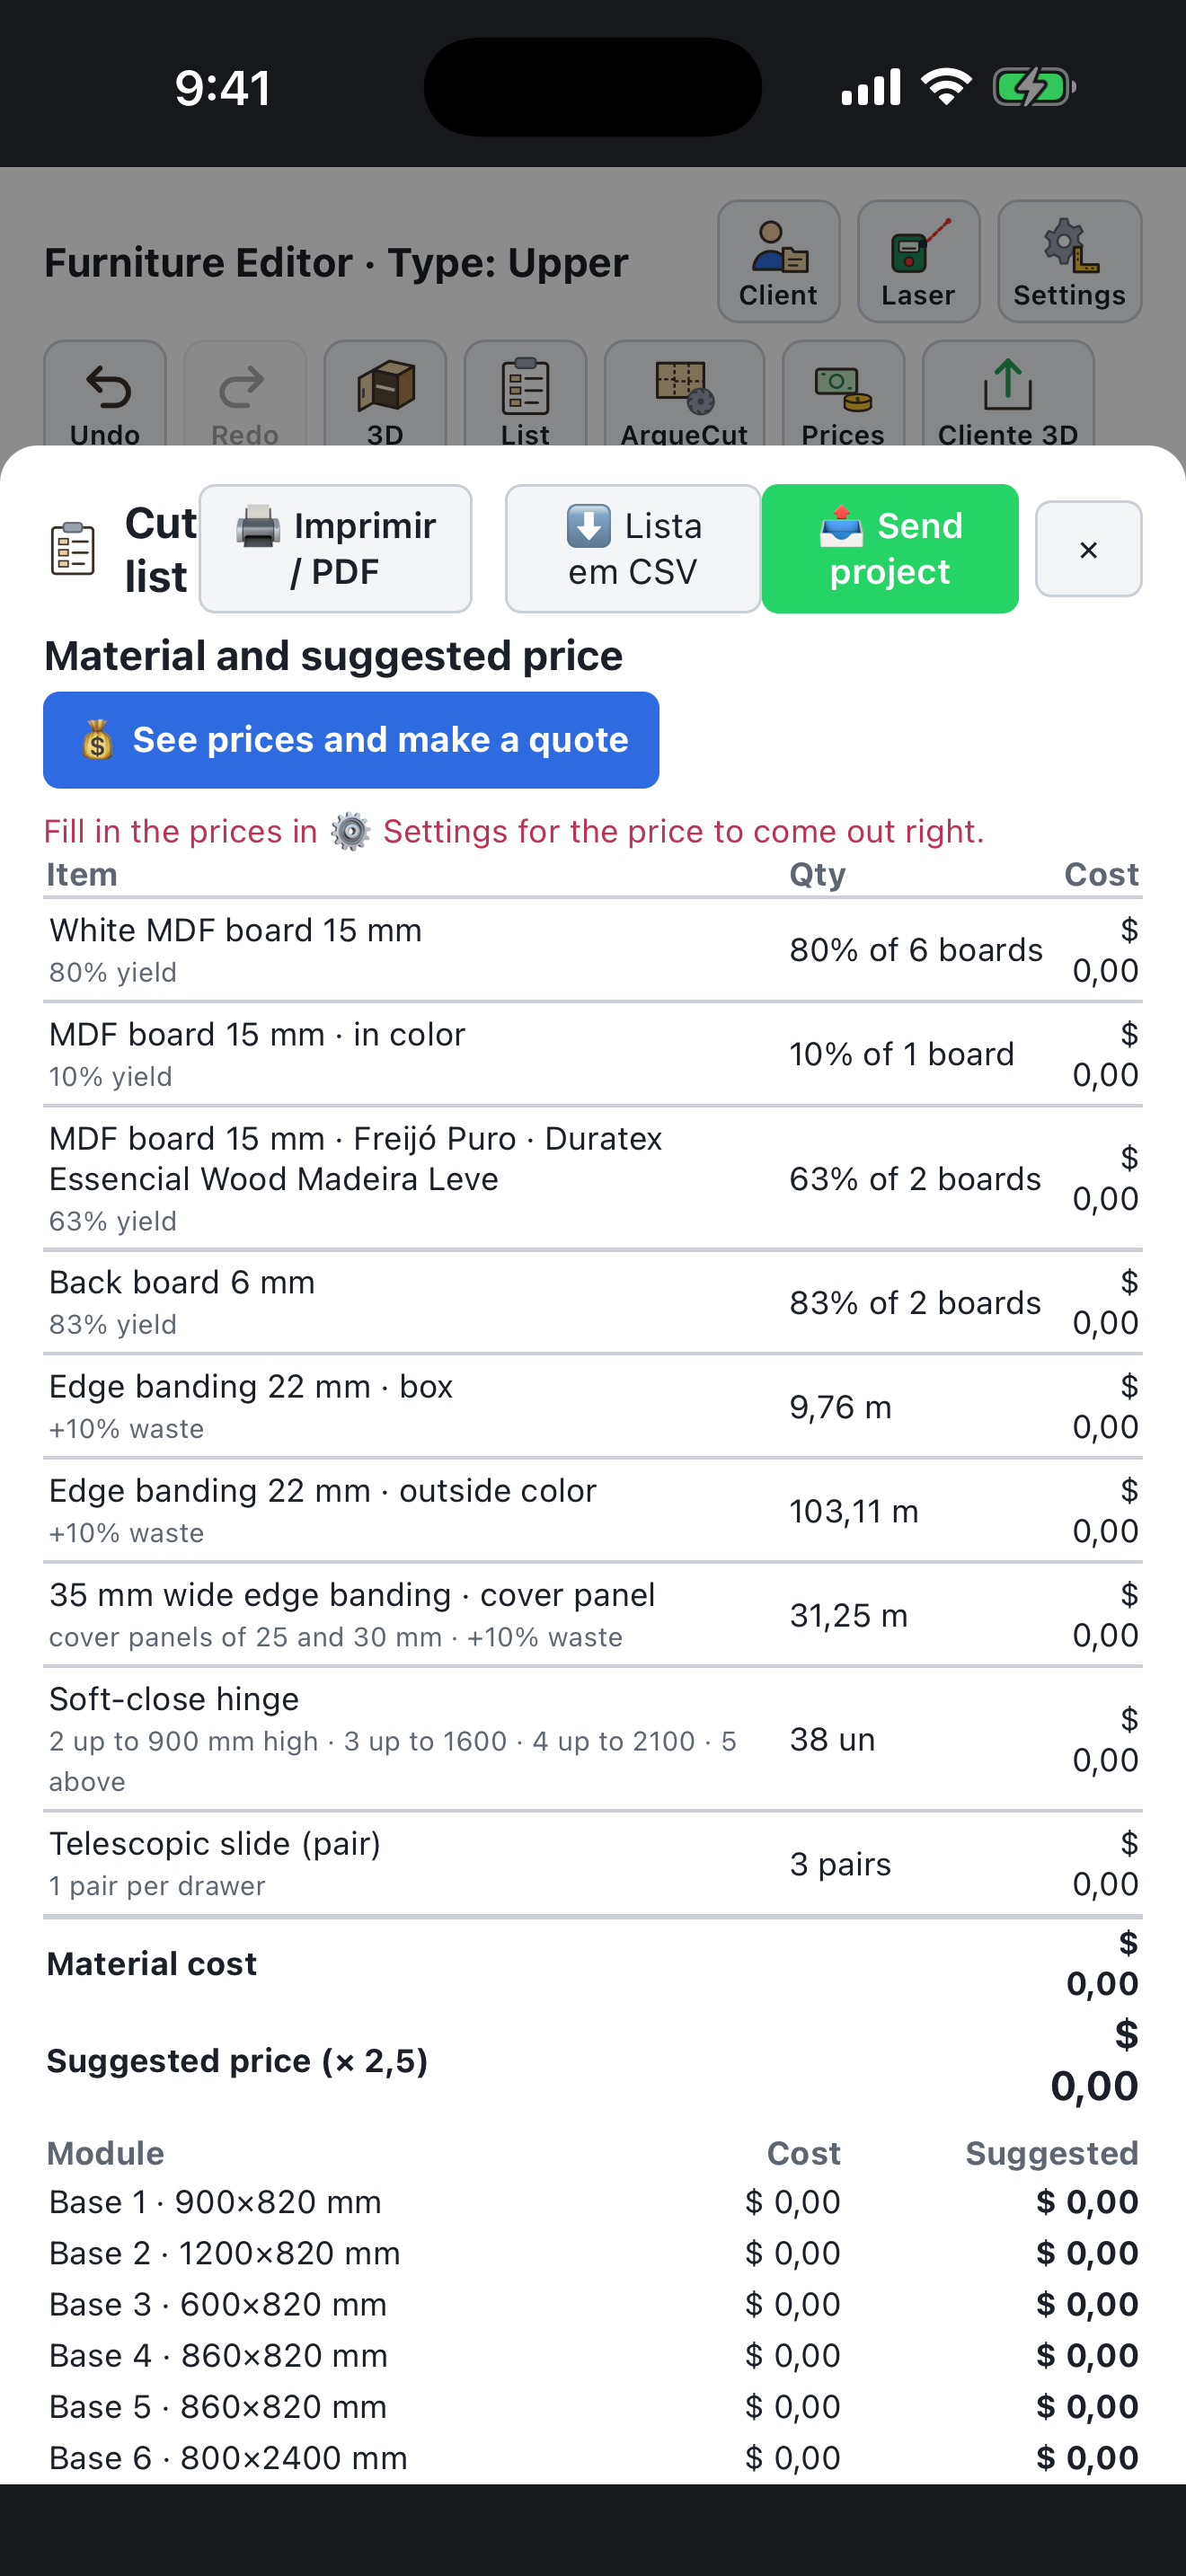 9:41
Furniture Editor · Type: Upper
Client
Laser
Settings
Undo
Redo
3D
List
ArqueCut
Prices
Cliente 3D
Cut list
Imprimir / PDF
Lista em CSV
Send project
×
Material and suggested price
See prices and make a quote
Fill in the prices in ⚙️ Settings for the price to come out right.
Item Qty Cost
White MDF board 15 mm
80% yield
80% of 6 boards
$ 0,00
MDF board 15 mm · in color
10% yield
10% of 1 board
$ 0,00
MDF board 15 mm · Freijó Puro · Duratex
Essencial Wood Madeira Leve
63% yield
63% of 2 boards
$ 0,00
Back board 6 mm
83% yield
83% of 2 boards
$ 0,00
Edge banding 22 mm · box
+10% waste
9,76 m
$ 0,00
Edge banding 22 mm · outside color
+10% waste
103,11 m
$ 0,00
35 mm wide edge banding · cover panel
cover panels of 25 and 30 mm · +10% waste
31,25 m
$ 0,00
Soft-close hinge
2 up to 900 mm high · 3 up to 1600 · 4 up to 2100 · 5
above
38 un
$ 0,00
Telescopic slide (pair)
1 pair per drawer
3 pairs
$ 0,00
Material cost
$ 0,00
Suggested price (× 2,5)
$ 0,00
Module Cost Suggested
Base 1 · 900×820 mm $ 0,00 $ 0,00
Base 2 · 1200×820 mm $ 0,00 $ 0,00
Base 3 · 600×820 mm $ 0,00 $ 0,00
Base 4 · 860×820 mm $ 0,00 $ 0,00
Base 5 · 860×820 mm $ 0,00 $ 0,00
Base 6 · 800×2400 mm $ 0,00 $ 0,00